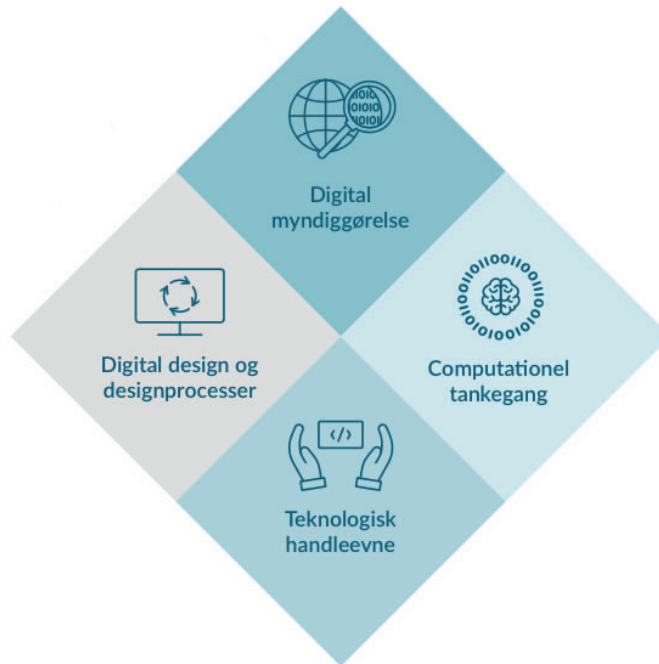 Digital
myndiggørelse
Digital design og
designprocesser
Computationel
tankegang
</>
Teknologisk
handleevne